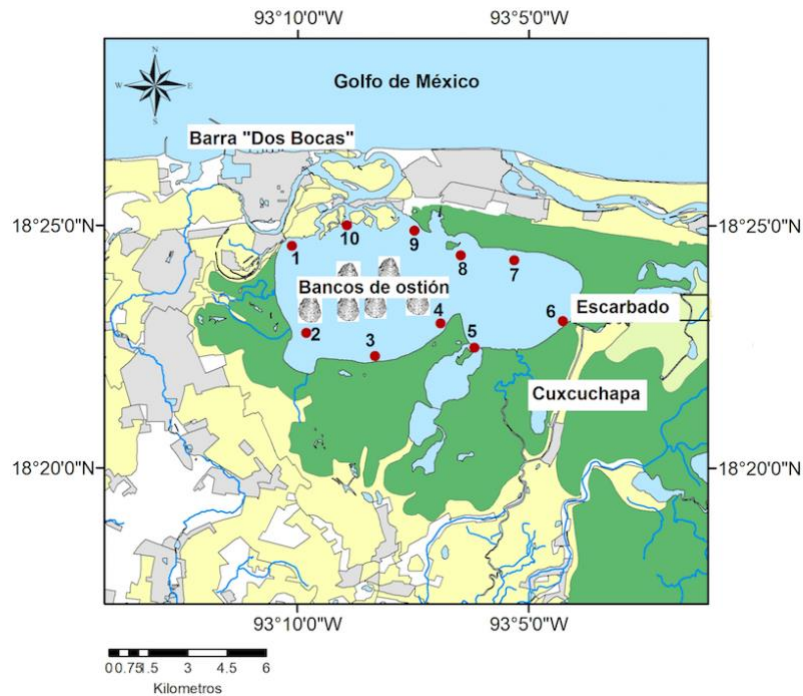 93°10'0"W 93°5'0"W
N
W E
S
Golfo de México
Barra "Dos Bocas"
18°25'0"N 18°25'0"N
10
9
1
8
7
Bancos de ostión
Escarbado
6
4
2
3
5
Cuxcuchapa
18°20'0"N 18°20'0"N
93°10'0"W 93°5'0"W
0 0.75 1.5 3 4.5 6
Kilometros